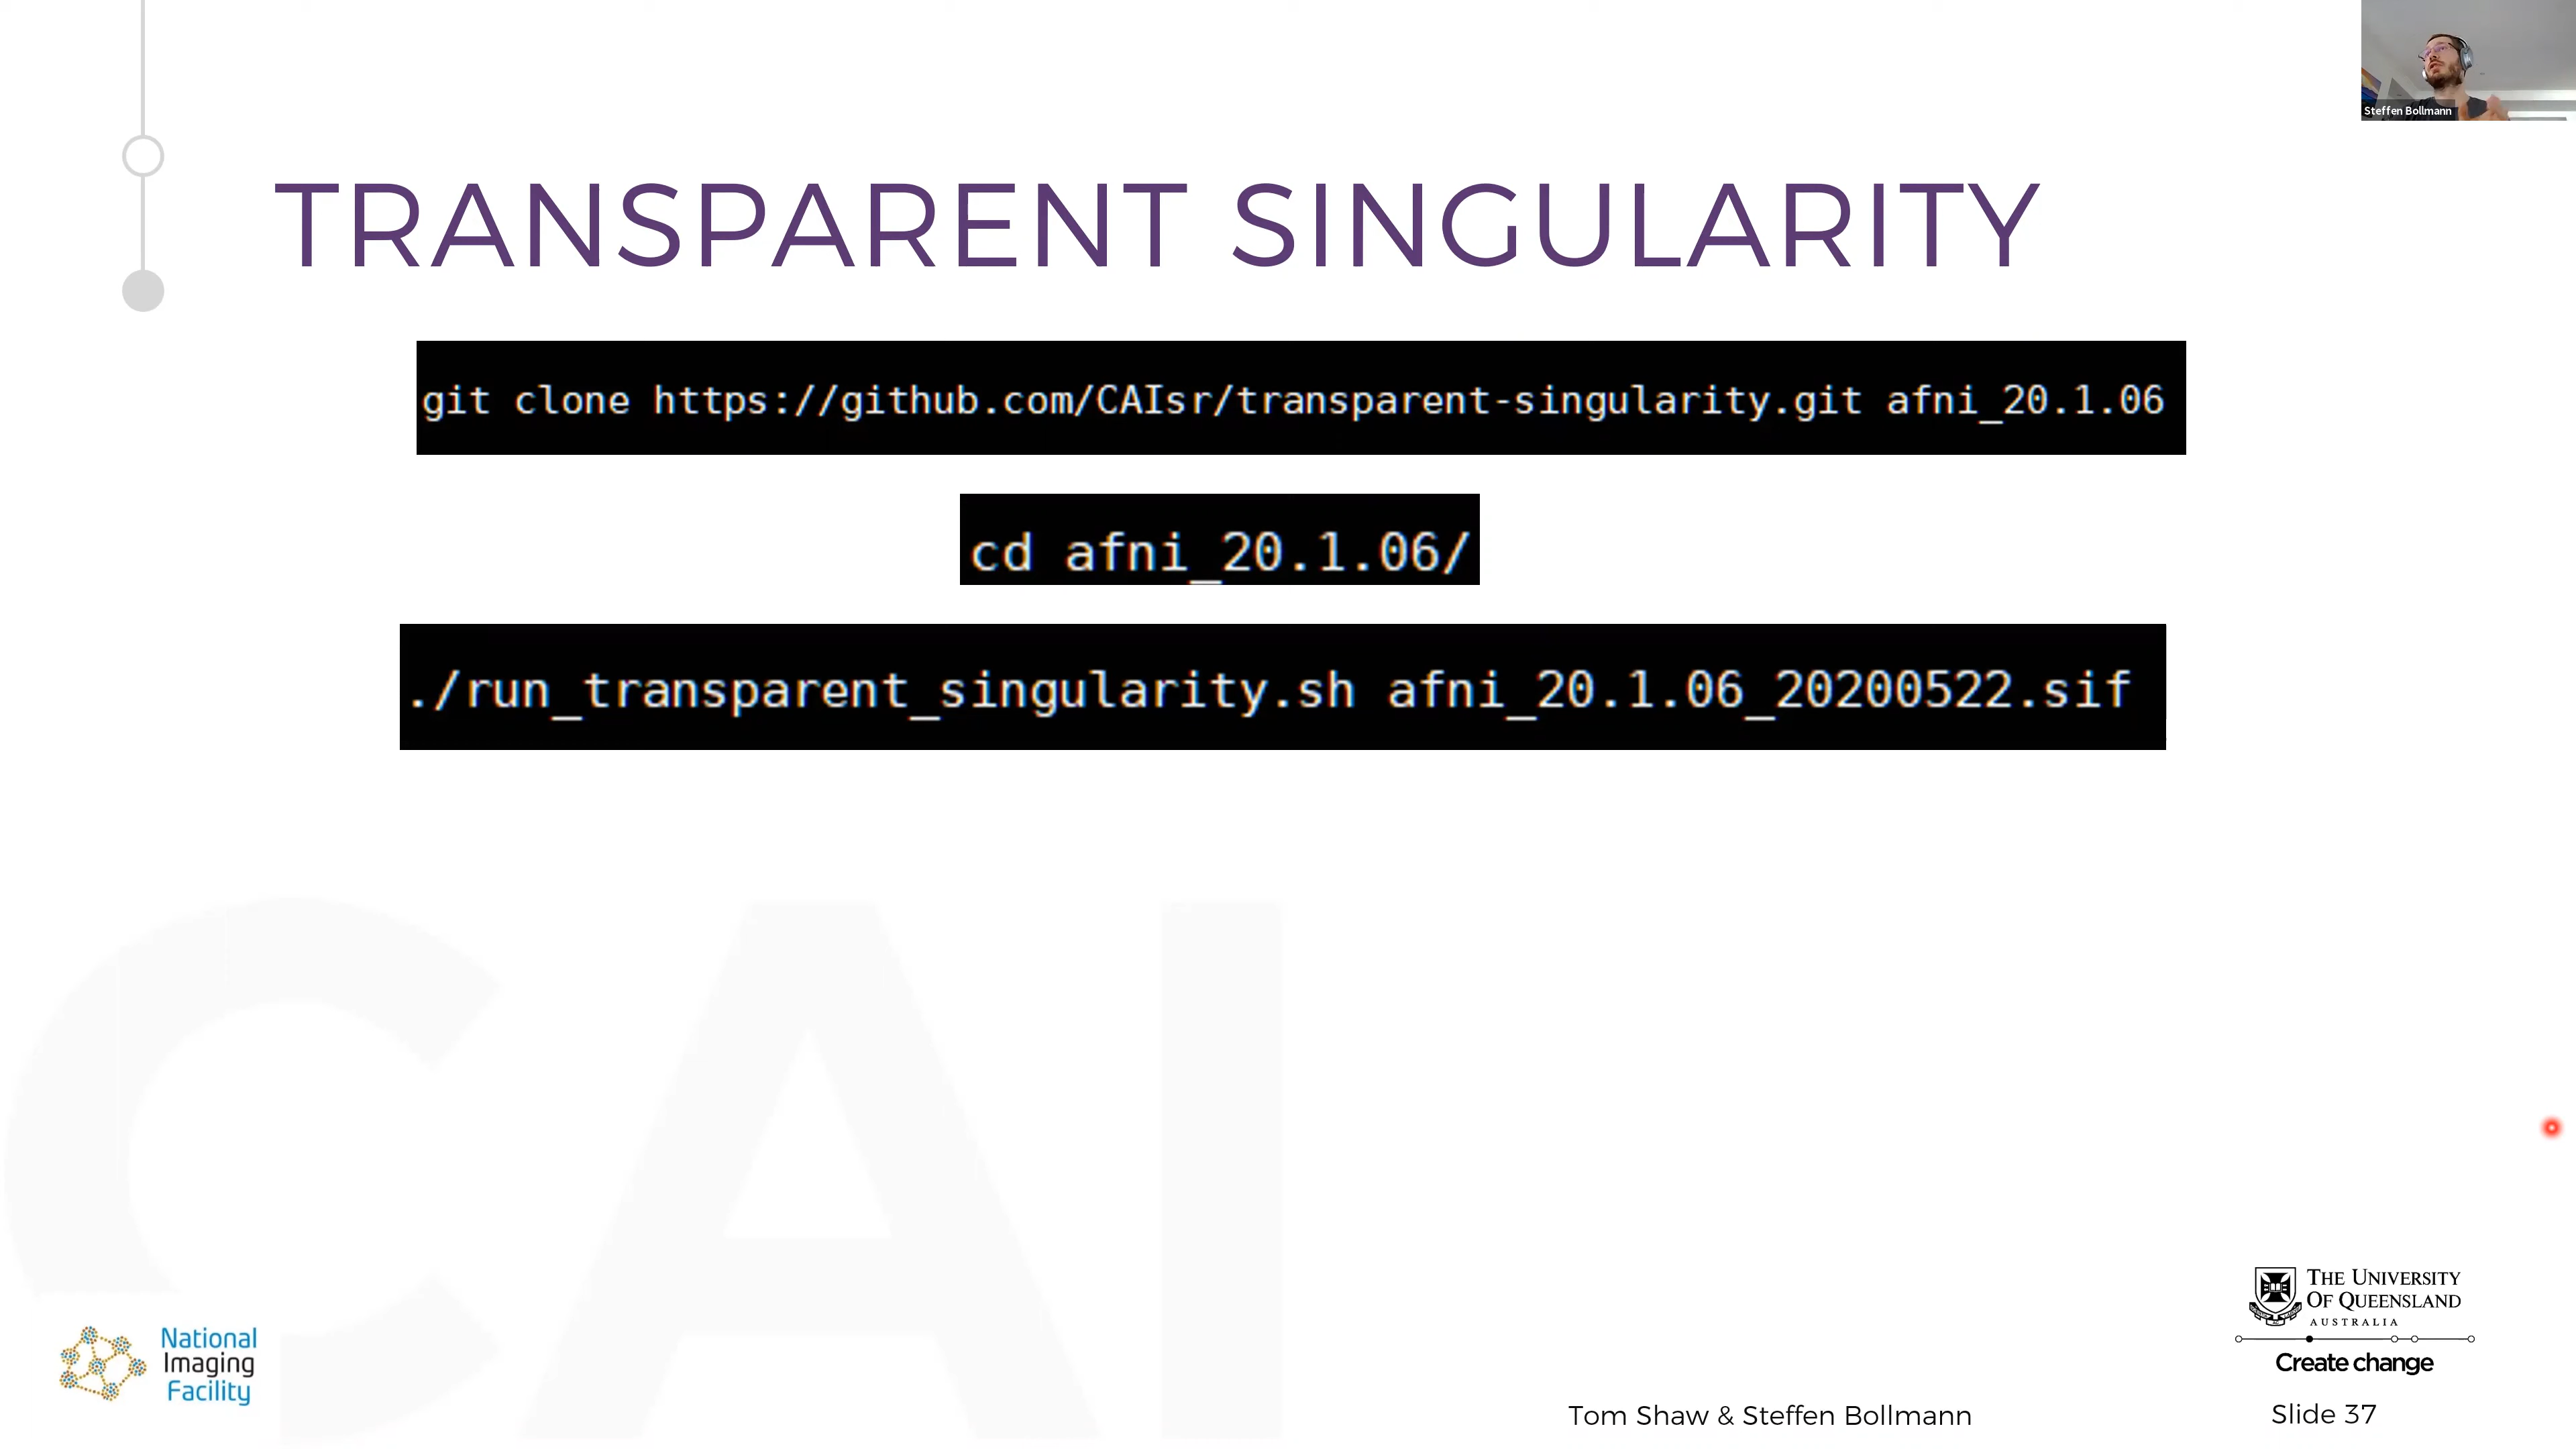 Steffen Bollmann
TRANSPARENT SINGULARITY
git clone https://github.com/CAIsr/transparent-singularity.git afni_20.1.06
cd afni_20.1.06/
./run_transparent_singularity.sh afni_20.1.06_20200522.sif
CAI
National
Imaging
Facility
THE UNIVERSITY
OF QUEENSLAND
AUSTRALIA
Create change
Tom Shaw & Steffen Bollmann
Slide 37